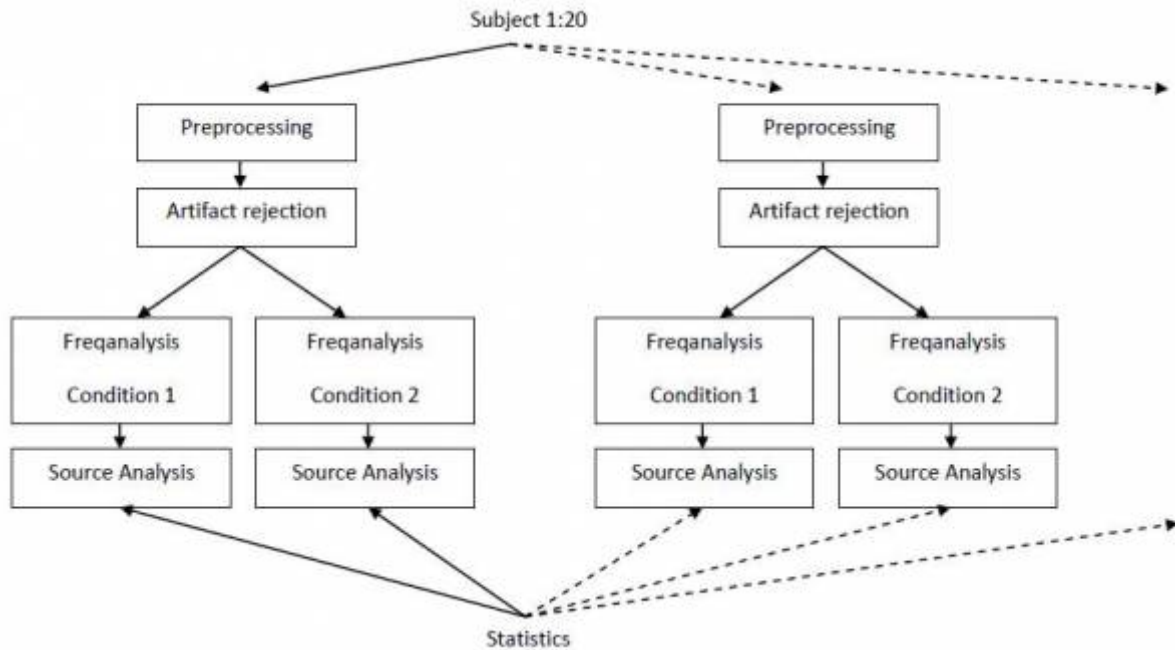 Subject 1:20
Preprocessing
Preprocessing
Artifact rejection
Artifact rejection
Freqanalysis
Condition 1
Freqanalysis
Condition 2
Freqanalysis
Condition 1
Freqanalysis
Condition 2
Source Analysis
Source Analysis
Source Analysis
Source Analysis
Statistics